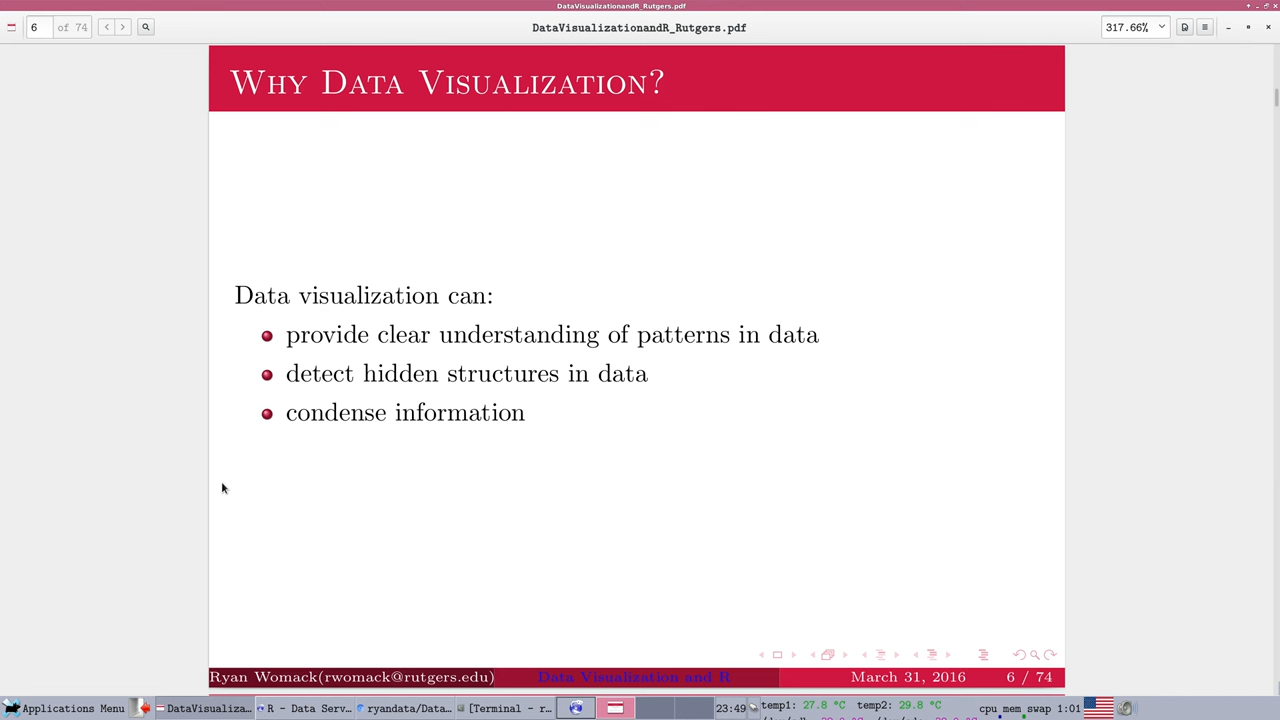 DataVisualizationandR_Rutgers.pdf
6 of 74
DataVisualizationandR_Rutgers.pdf
317.66%
Why Data Visualization?
Data visualization can:
provide clear understanding of patterns in data
detect hidden structures in data
condense information
Ryan Womack(rwomack@rutgers.edu) Data Visualization and R March 31, 2016 6 / 74
Applications Menu DataVisualiza... R - Data Serv... ryanw/Data... [Terminal - r... 23:49 temp1: 27.8 °C temp2: 29.8 °C cpu mem swap 1:01